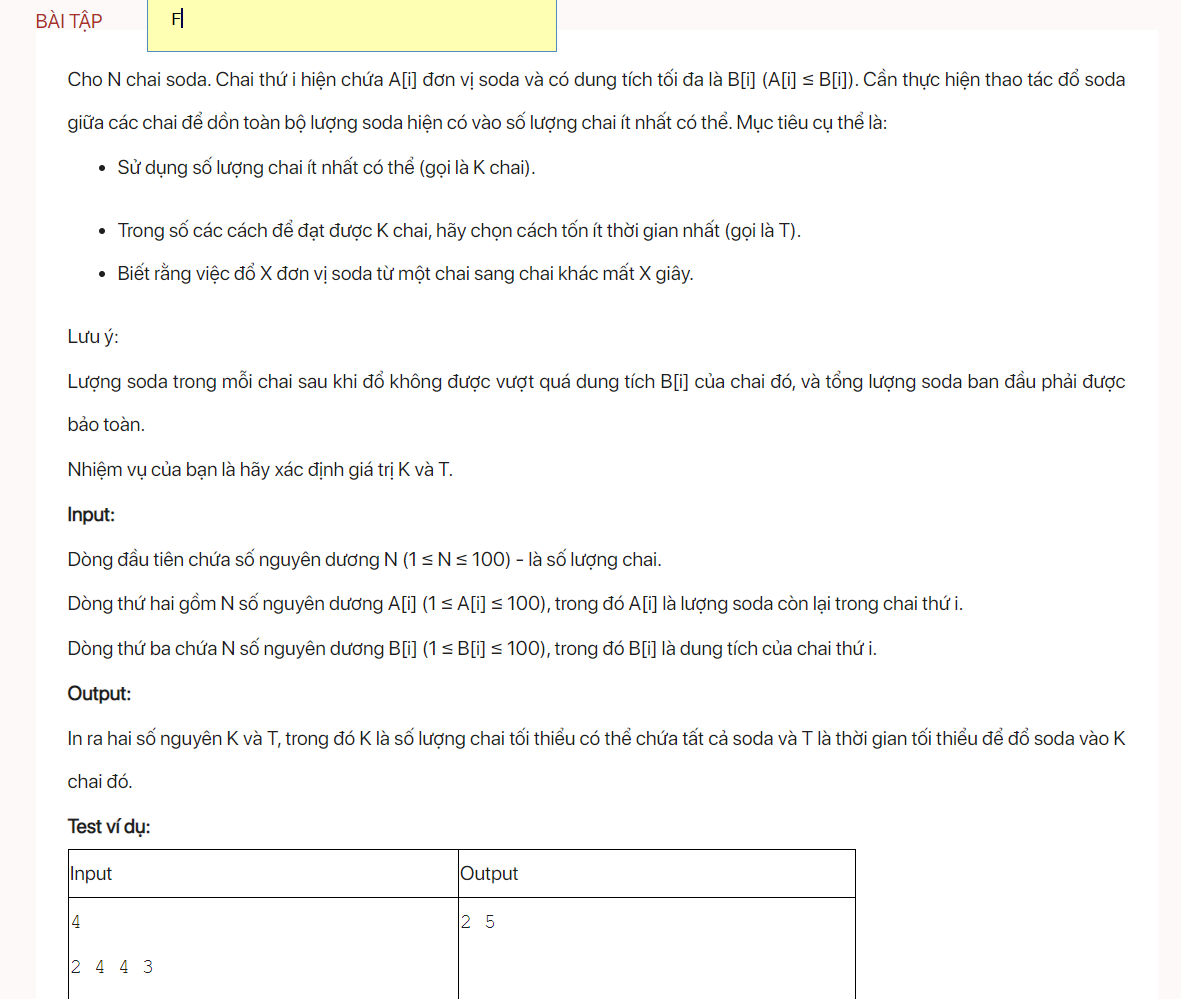 BÀI TẬP
F
Cho N chai soda. Chai thứ i hiện chứa A[i] đơn vị soda và có dung tích tối đa là B[i] (A[i] ≤ B[i]). Cần thực hiện thao tác đổ soda
giữa các chai để dồn toàn bộ lượng soda hiện có vào số lượng chai ít nhất có thể. Mục tiêu cụ thể là:
• Sử dụng số lượng chai ít nhất có thể (gọi là K chai).
• Trong số các cách để đạt được K chai, hãy chọn cách tốn ít thời gian nhất (gọi là T).
• Biết rằng việc đổ X đơn vị soda từ một chai sang chai khác mất X giây.
Lưu ý:
Lượng soda trong mỗi chai sau khi đổ không được vượt quá dung tích B[i] của chai đó, và tổng lượng soda ban đầu phải được
bảo toàn.
Nhiệm vụ của bạn là hãy xác định giá trị K và T.
Input:
Dòng đầu tiên chứa số nguyên dương N (1 ≤ N ≤ 100) - là số lượng chai.
Dòng thứ hai gồm N số nguyên dương A[i] (1 ≤ A[i] ≤ 100), trong đó A[i] là lượng soda còn lại trong chai thứ i.
Dòng thứ ba chứa N số nguyên dương B[i] (1 ≤ B[i] ≤ 100), trong đó B[i] là dung tích của chai thứ i.
Output:
In ra hai số nguyên K và T, trong đó K là số lượng chai tối thiểu có thể chứa tất cả soda và T là thời gian tối thiểu để đổ soda vào K
chai đó.
Test ví dụ:
Input Output
4 2 5
2 4 4 3